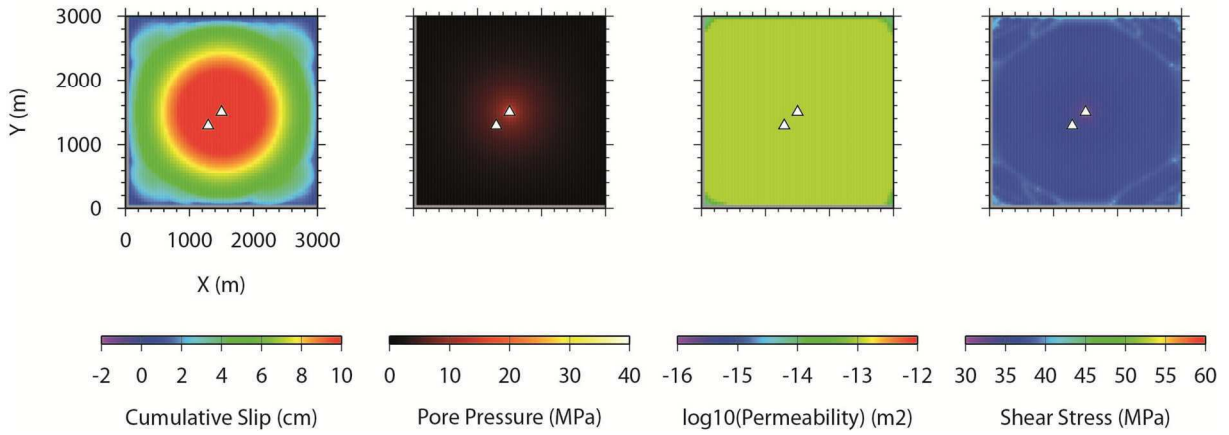 3000
2000
1000
0
Y (m)
0 1000 2000 3000
X (m)
-2 0 2 4 6 8 10
Cumulative Slip (cm)
0 10 20 30 40
Pore Pressure (MPa)
-16 -15 -14 -13 -12
log10(Permeability) (m2)
30 35 40 45 50 55 60
Shear Stress (MPa)